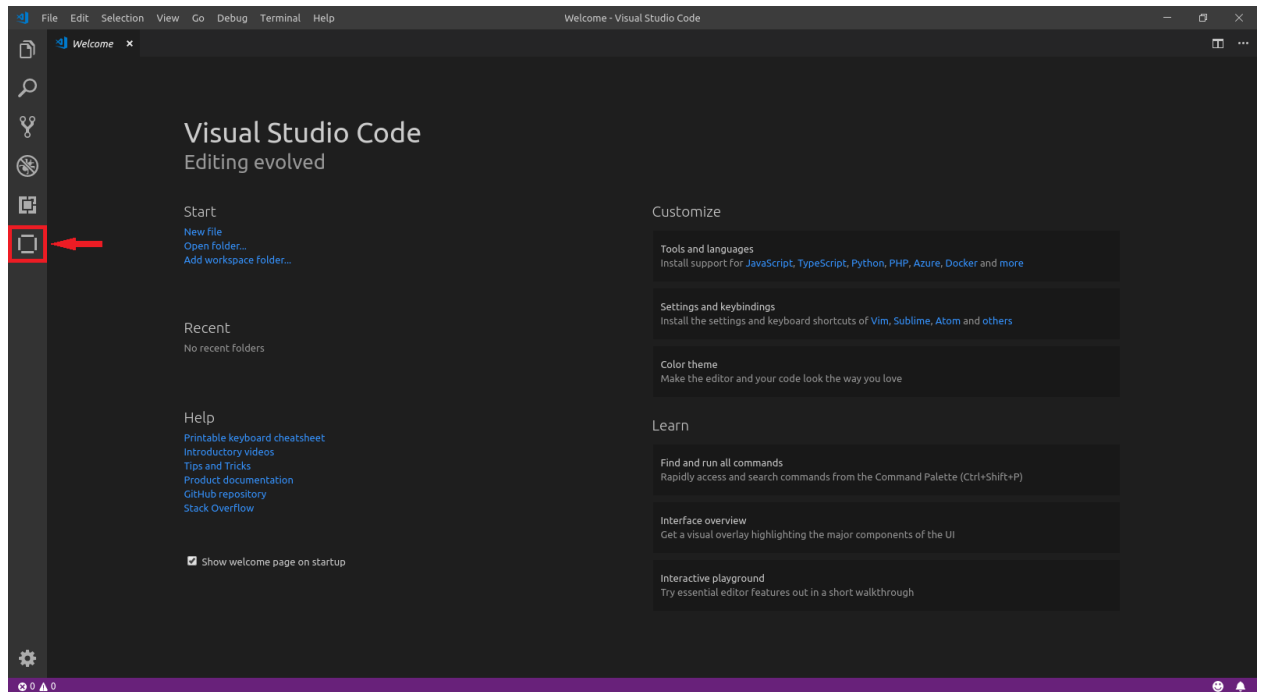 File Edit Selection View Go Debug Terminal Help
Welcome - Visual Studio Code
Welcome
Visual Studio Code
Editing evolved
Start
New file
Open folder...
Add workspace folder...
Recent
No recent folders
Help
Printable keyboard cheatsheet
Introductory videos
Tips and Tricks
Product documentation
GitHub repository
Stack Overflow
Show welcome page on startup
Customize
Tools and languages
Install support for JavaScript, TypeScript, Python, PHP, Azure, Docker and more
Settings and keybindings
Install the settings and keyboard shortcuts of Vim, Sublime, Atom and others
Color theme
Make the editor and your code look the way you love
Learn
Find and run all commands
Rapidly access and search commands from the Command Palette (Ctrl+Shift+P)
Interface overview
Get a visual overlay highlighting the major components of the UI
Interactive playground
Try essential editor features out in a short walkthrough
0 0